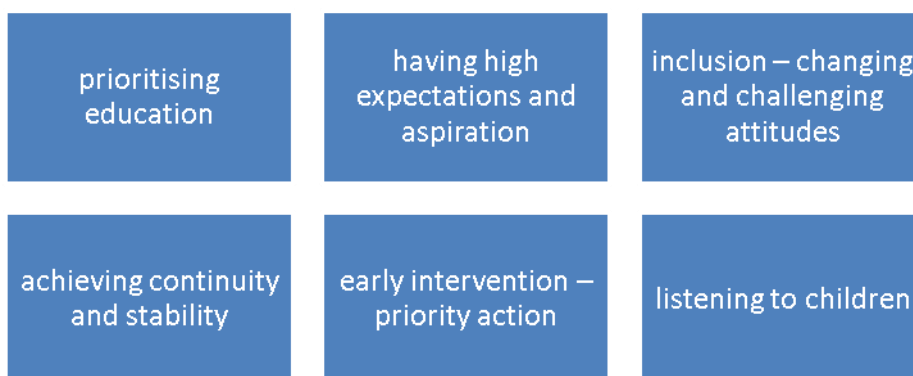 prioritising
education
having high
expectations and
aspiration
inclusion – changing
and challenging
attitudes
achieving continuity
and stability
early intervention –
priority action
listening to children